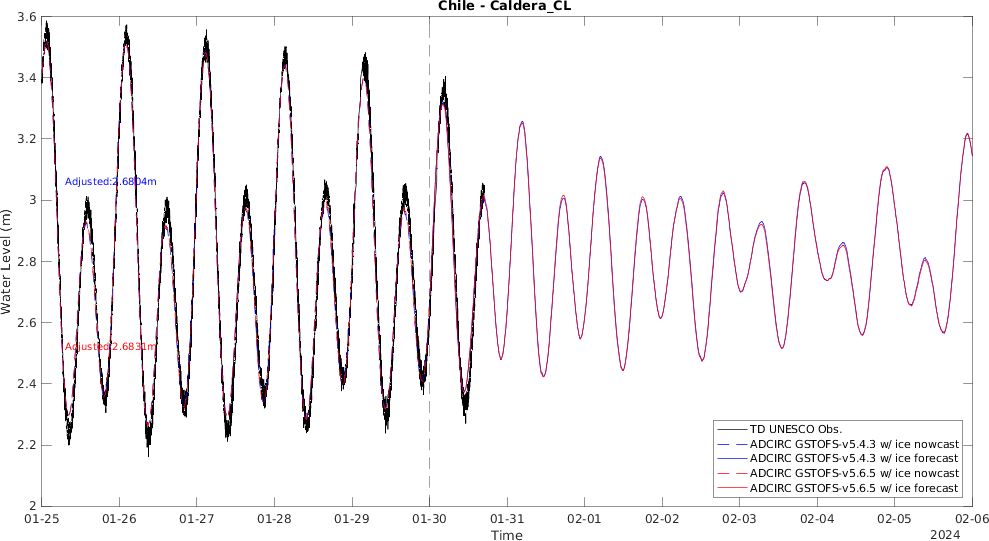 Chile - Caldera_CL
3.6
3.4
3.2
3
2.8
2.6
2.4
2.2
2
Water Level (m)
Adjusted:2.6804m
Adjusted:2.6831m
TD UNESCO Obs.
ADCIRC GSTOFS-v5.4.3 w/ ice nowcast
ADCIRC GSTOFS-v5.4.3 w/ ice forecast
ADCIRC GSTOFS-v5.6.5 w/ ice nowcast
ADCIRC GSTOFS-v5.6.5 w/ ice forecast
01-25 01-26 01-27 01-28 01-29 01-30 01-31 02-01 02-02 02-03 02-04 02-05 02-06
Time
2024